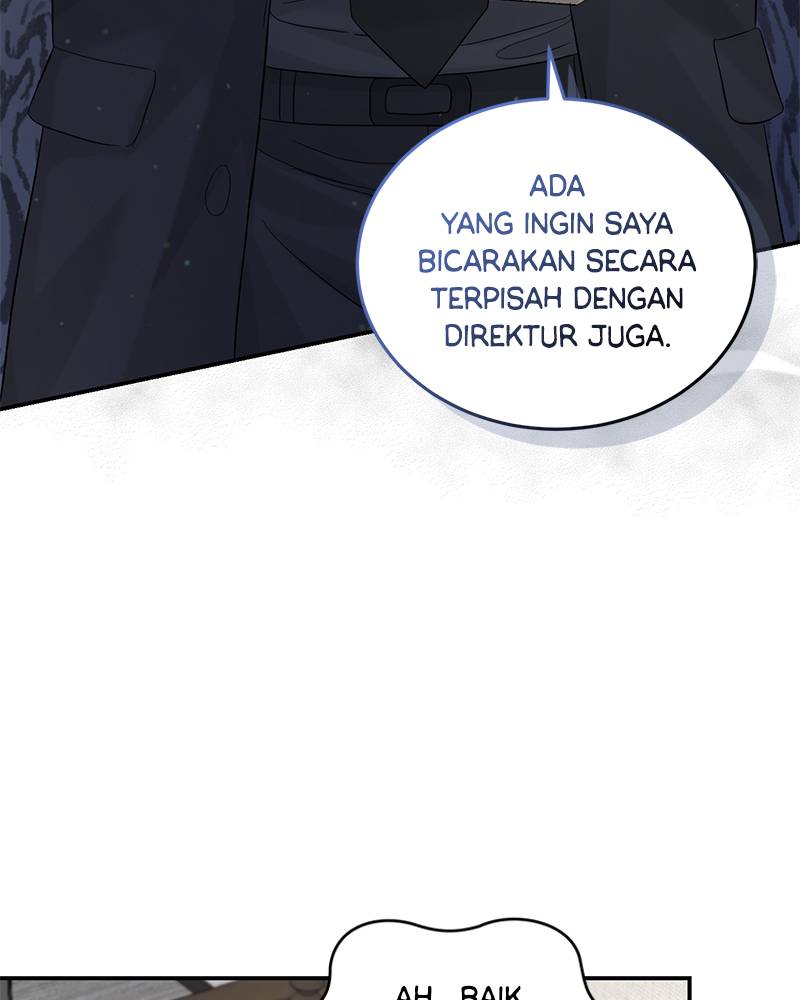 ADA
YANG INGIN SAYA
BICARAKAN SECARA
TERPISAH DENGAN
DIREKTUR JUGA.
AH.. BAIK